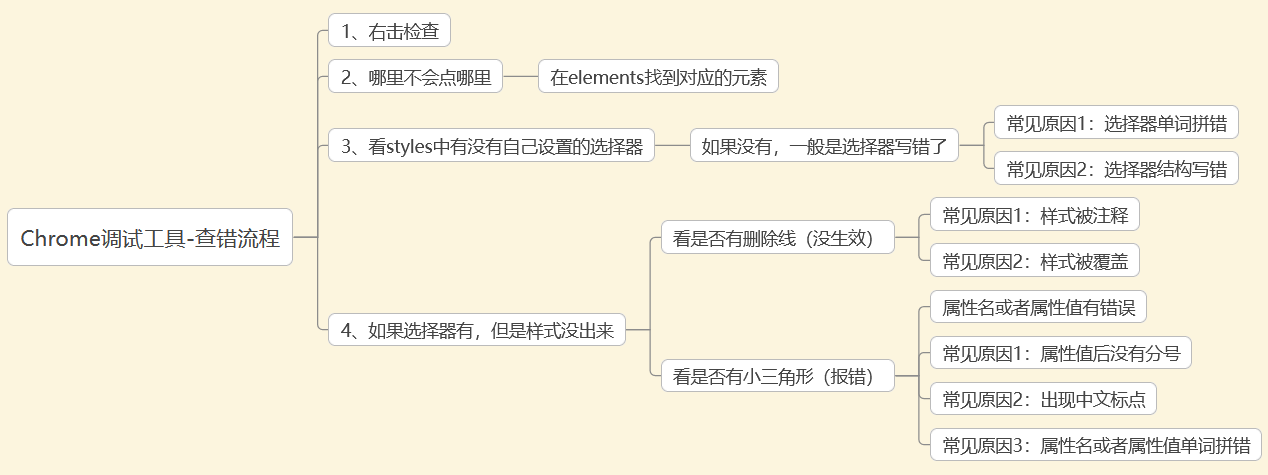 Chrome调试工具-查错流程
1、右击检查
2、哪里不会点哪里
在elements找到对应的元素
3、看styles中有没有自己设置的选择器
如果没有，一般是选择器写错了
常见原因1：选择器单词拼错
常见原因2：选择器结构写错
4、如果选择器有，但是样式没出来
看是否有删除线（没生效）
常见原因1：样式被注释
常见原因2：样式被覆盖
看是否有小三角形（报错）
属性名或者属性值有错误
常见原因1：属性值后没有分号
常见原因2：出现中文标点
常见原因3：属性名或者属性值单词拼错